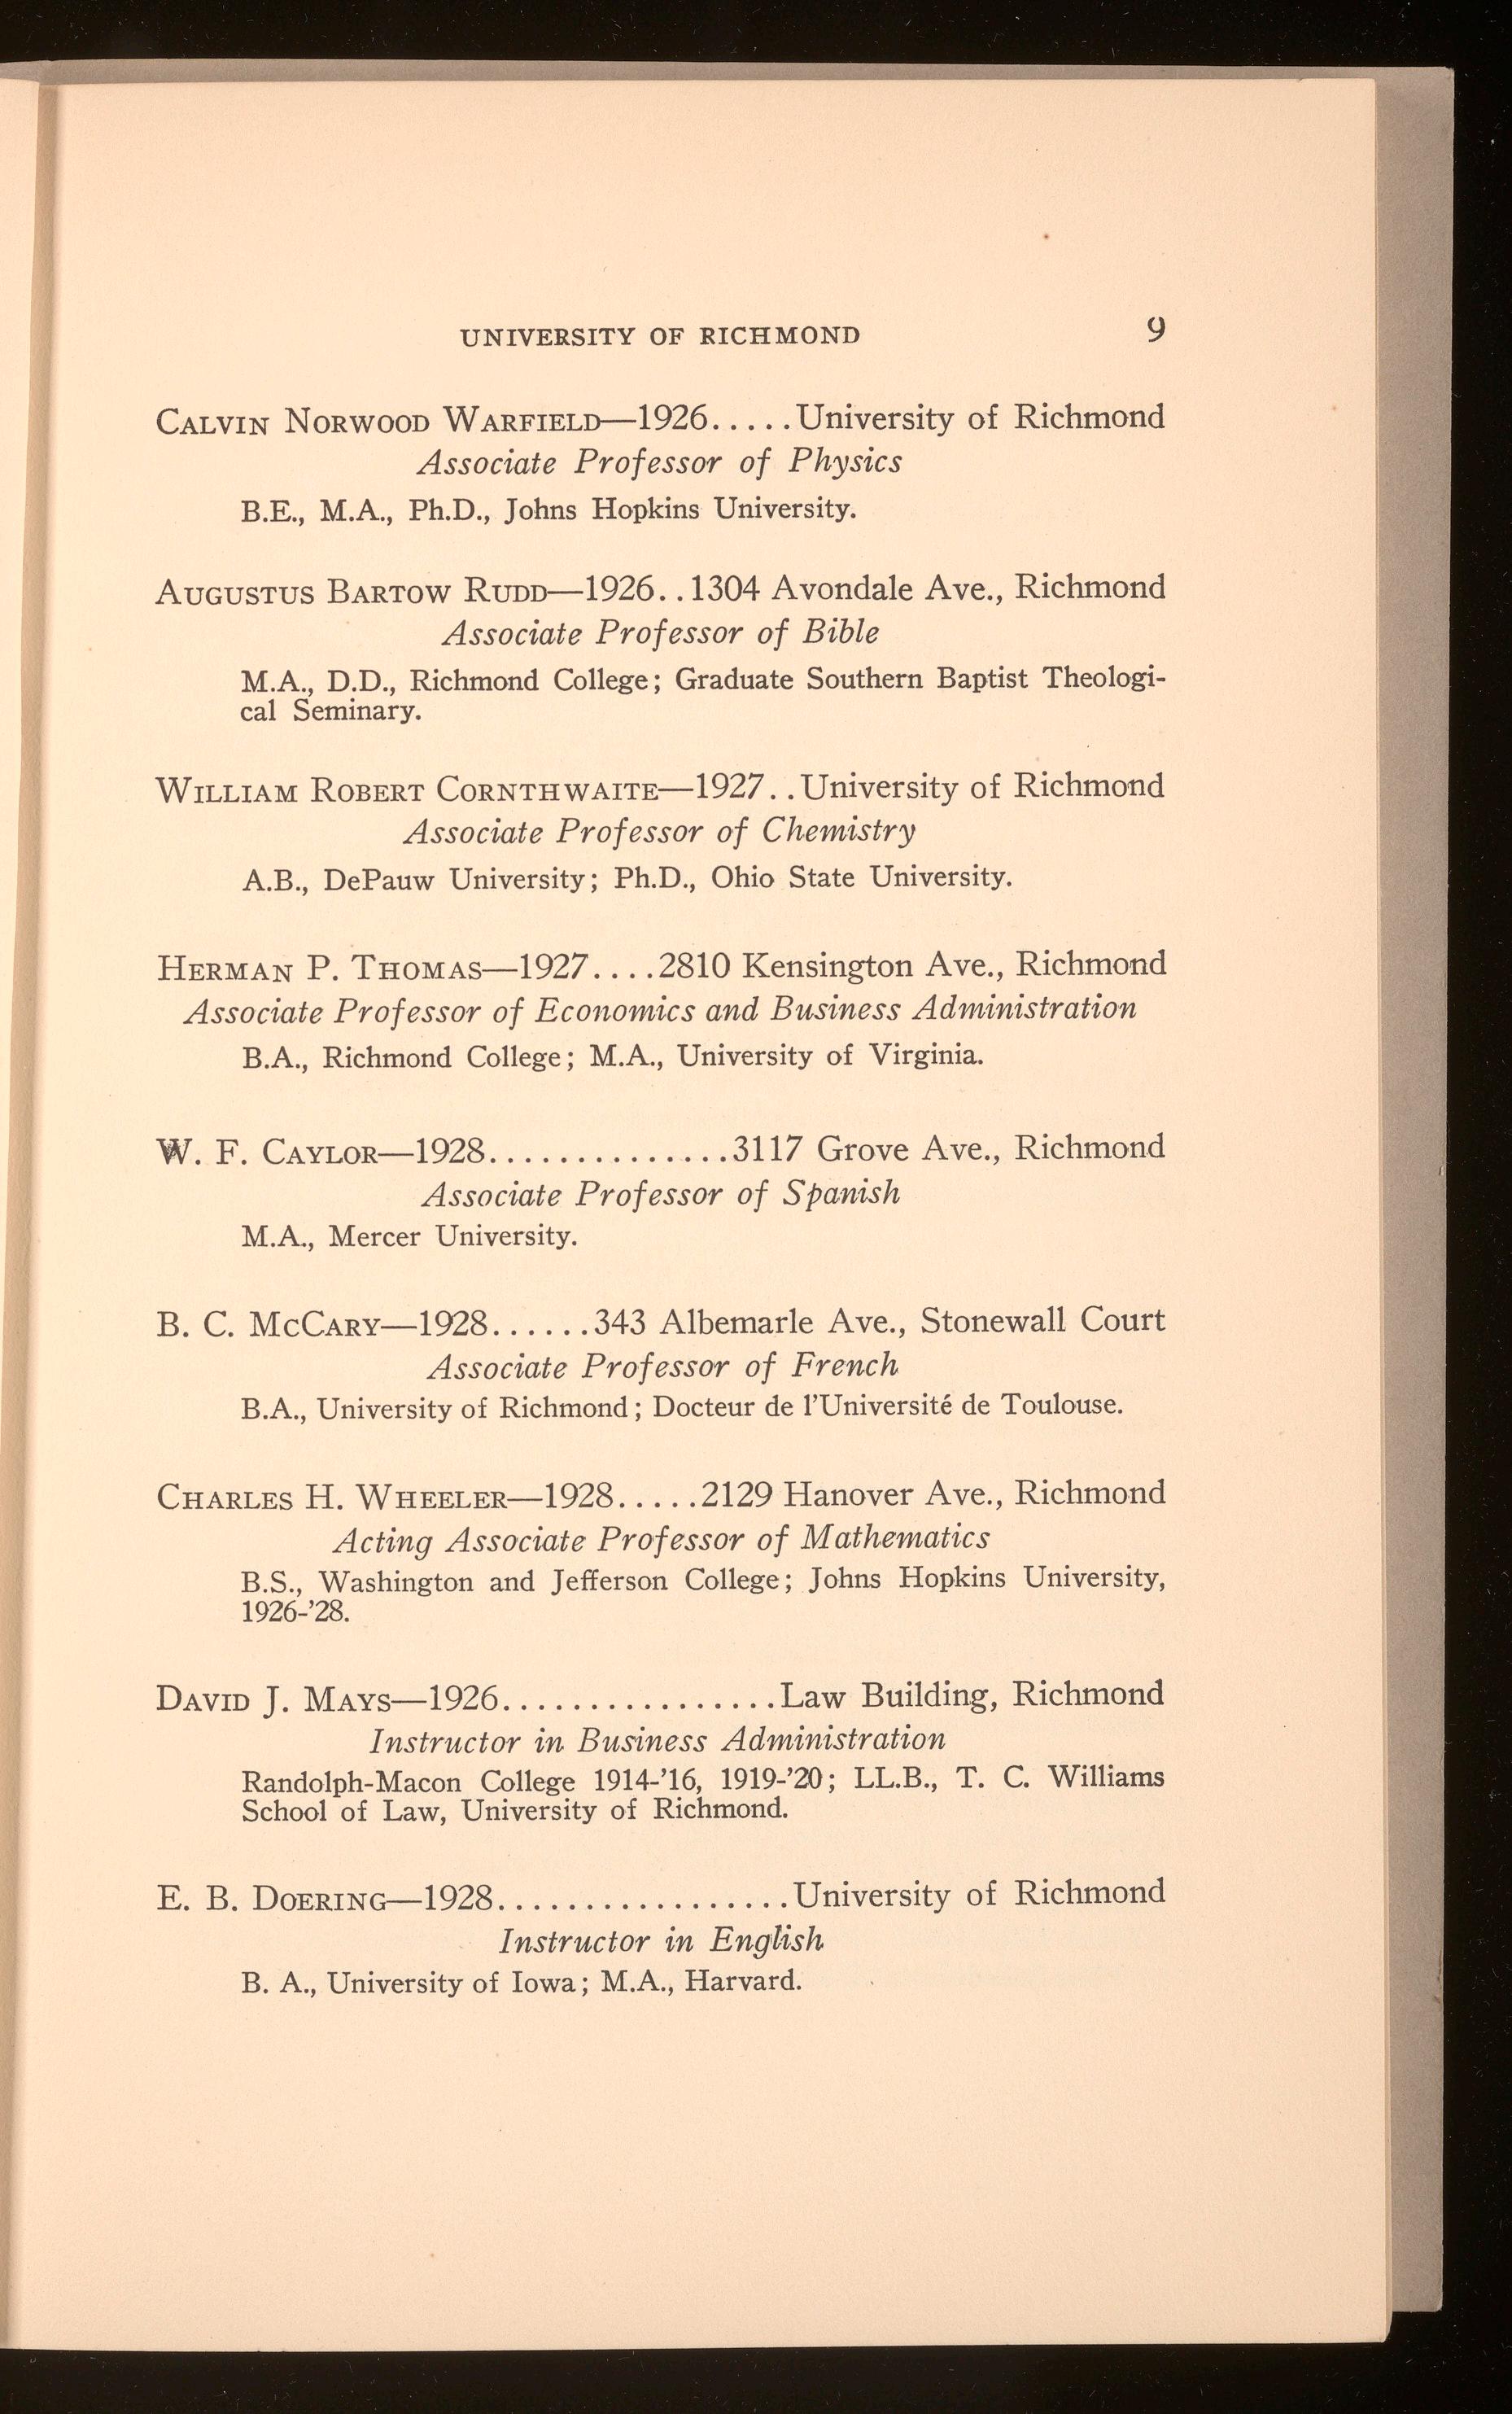 UNIVERSITY OF RICHMOND 9
CALVIN NORWOOD WARFIELD—1926.....University of Richmond
Associate Professor of Physics
B.E., M.A., Ph.D., Johns Hopkins University.
AUGUSTUS BARTOW RUDD—1926..1304 Avondale Ave., Richmond
Associate Professor of Bible
M.A., D.D., Richmond College; Graduate Southern Baptist Theologi-
cal Seminary.
WILLIAM ROBERT CORNTHWAITE—1927..University of Richmond
Associate Professor of Chemistry
A.B., DePauw University; Ph.D., Ohio State University.
HERMAN P. THOMAS—1927....2810 Kensington Ave., Richmond
Associate Professor of Economics and Business Administration
B.A., Richmond College; M.A., University of Virginia.
W. F. CAYLOR—1928..............3117 Grove Ave., Richmond
Associate Professor of Spanish
M.A., Mercer University.
B. C. MCCARY—1928......343 Albemarle Ave., Stonewall Court
Associate Professor of French
B.A., University of Richmond; Docteur de l'Université de Toulouse.
CHARLES H. WHEELER—1928.....2129 Hanover Ave., Richmond
Acting Associate Professor of Mathematics
B.S., Washington and Jefferson College; Johns Hopkins University,
1926-'28.
DAVID J. MAYS—1926................Law Building, Richmond
Instructor in Business Administration
Randolph-Macon College 1914-'16, 1919-'20; LL.B., T. C. Williams
School of Law, University of Richmond.
E. B. DOERING—1928.................University of Richmond
Instructor in English
B. A., University of Iowa; M.A., Harvard.